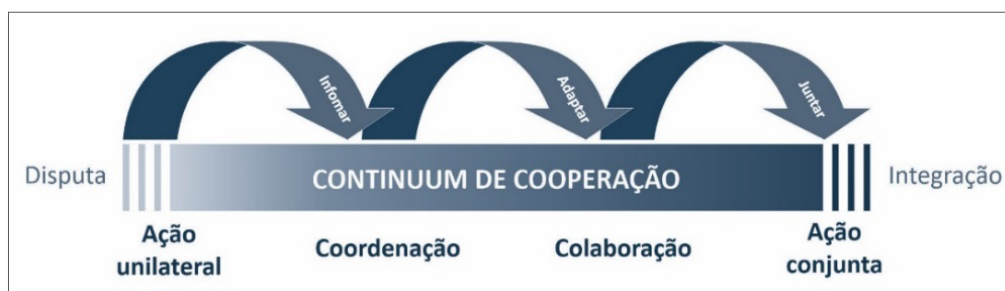 Infomar
Adaptar
Juntar
Disputa
CONTINUUM DE COOPERAÇÃO
Integração
Ação
unilateral
Coordenação
Colaboração
Ação
conjunta